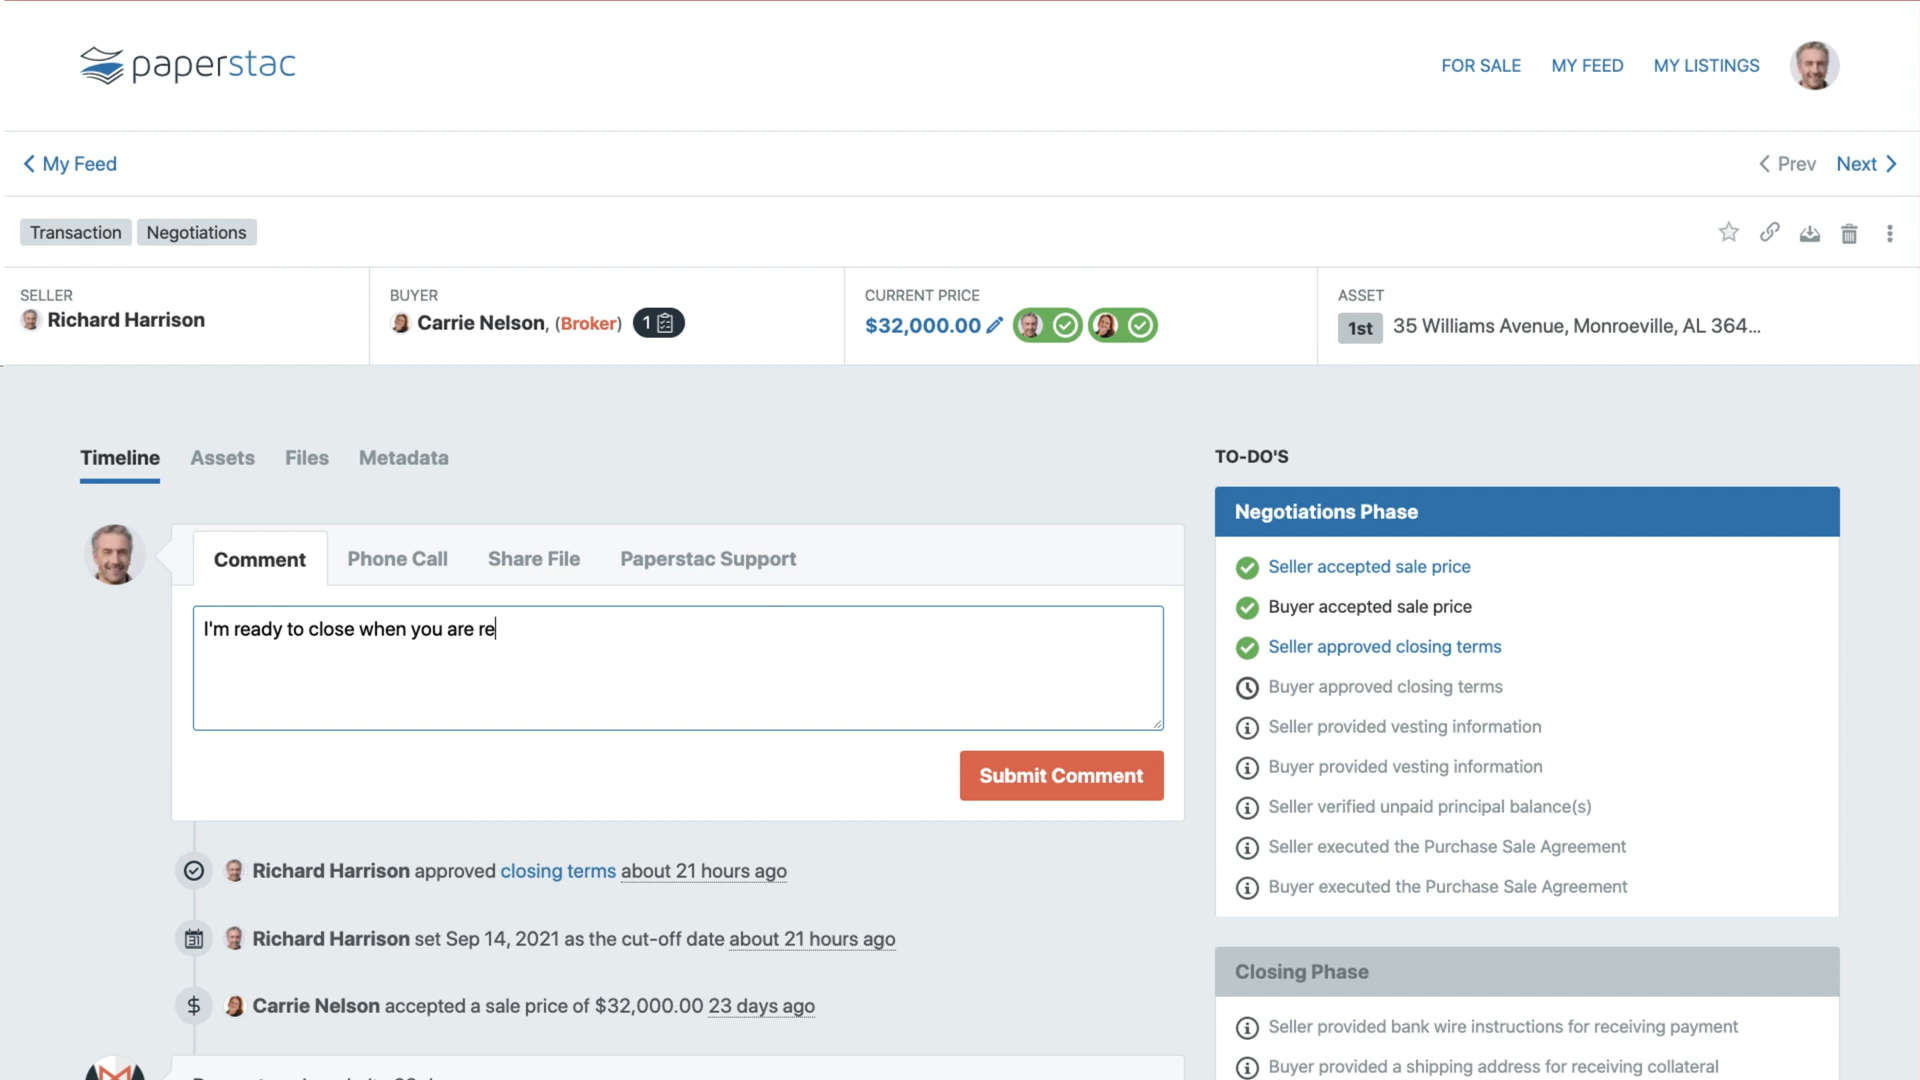 paperstac
FOR SALE
MY FEED
MY LISTINGS
My Feed
Prev
Next
Transaction
Negotiations
SELLER
Richard Harrison
BUYER
Carrie Nelson, (Broker)
1
CURRENT PRICE
$32,000.00
ASSET
1st
35 Williams Avenue, Monroeville, AL 364...
Timeline
Assets
Files
Metadata
Comment
Phone Call
Share File
Paperstac Support
I'm ready to close when you are re
Submit Comment
Richard Harrison approved closing terms about 21 hours ago
31
Richard Harrison set Sep 14, 2021 as the cut-off date about 21 hours ago
$
Carrie Nelson accepted a sale price of $32,000.00 23 days ago
TO-DO'S
Negotiations Phase
Seller accepted sale price
Buyer accepted sale price
Seller approved closing terms
Buyer approved closing terms
Seller provided vesting information
Buyer provided vesting information
Seller verified unpaid principal balance(s)
Seller executed the Purchase Sale Agreement
Buyer executed the Purchase Sale Agreement
Closing Phase
Seller provided bank wire instructions for receiving payment
Buyer provided a shipping address for receiving collateral